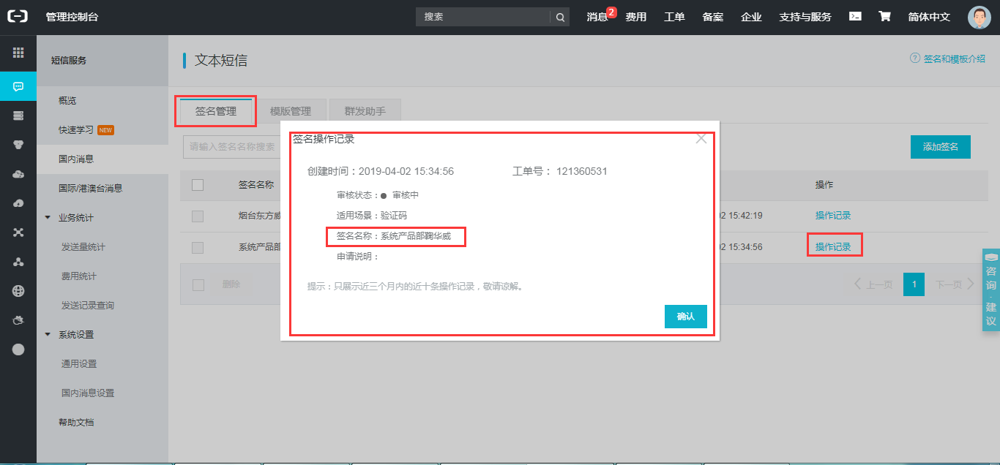 管理控制台
搜索
消息 2
费用
工单
备案
企业
支持与服务
简体中文
短信服务
概览
快速学习 NEW
国内消息
国际/港澳台消息
业务统计
发送量统计
费用统计
发送记录查询
系统设置
通用设置
国内消息设置
帮助文档
文本短信
签名和模板介绍
签名管理
模版管理
群发助手
请输入签名名称搜索
添加签名
签名名称
操作
烟台东方威
02 15:42:19
操作记录
系统产品部
02 15:34:56
操作记录
删除
上一页
1
下一页
签名操作记录
创建时间：2019-04-02 15:34:56
工单号： 121360531
审核状态：● 审核中
适用场景：验证码
签名名称：系统产品部鞠华威
申请说明：
提示：只展示近三个月内的近十条操作记录，敬请谅解。
确认
咨询·建议